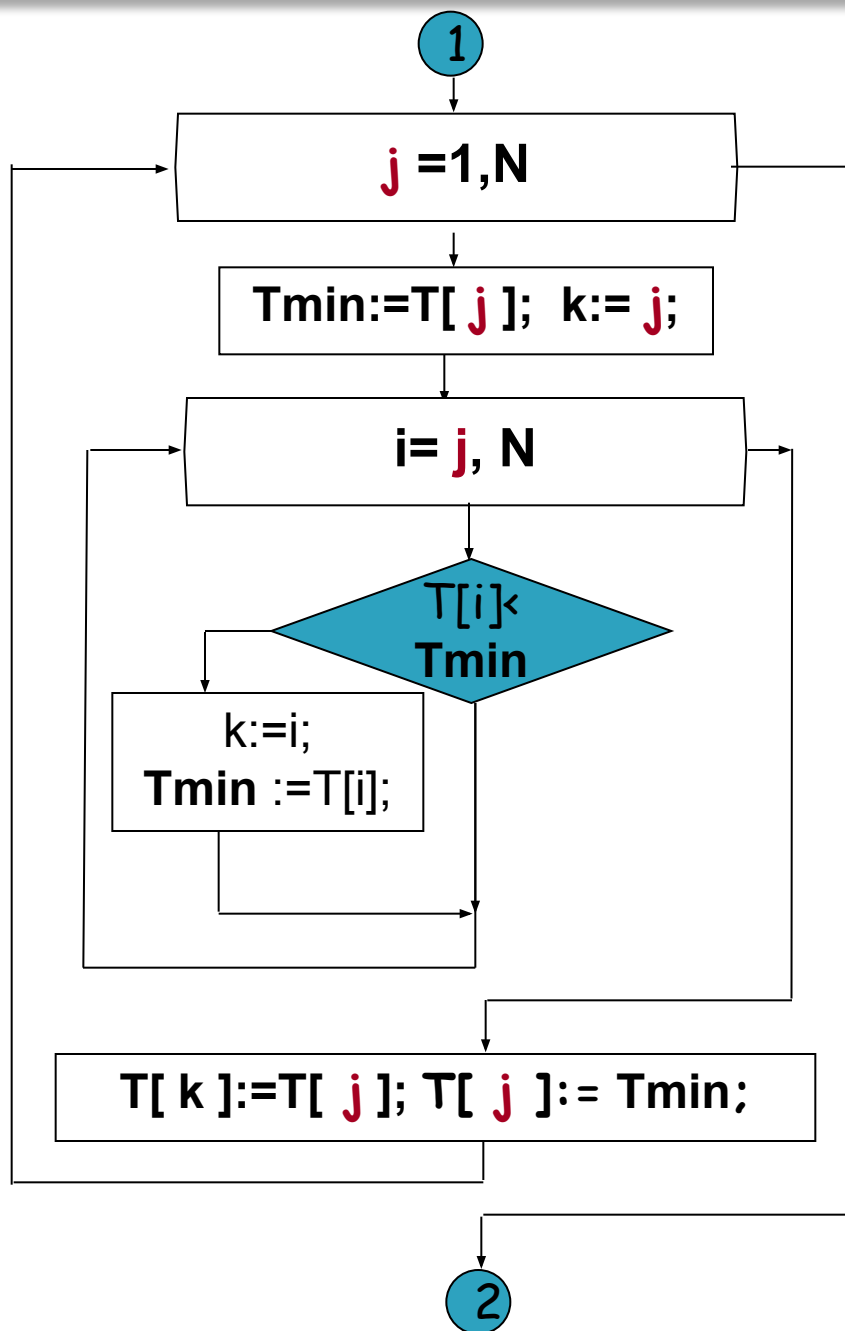 1
j =1,N
Tmin:=T[ j ]; k:= j;
i= j, N
T[i]<
Tmin
k:=i;
Tmin :=T[i];
T[ k ]:=T[ j ]; T[ j ]:= Tmin;
2